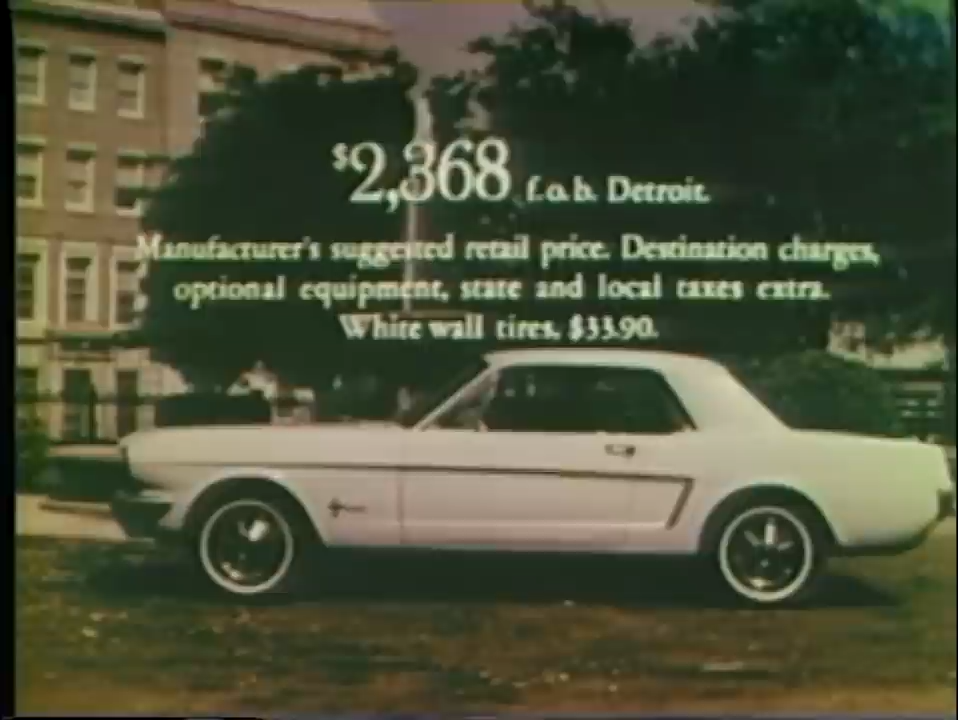 $2,368 f.o.b. Detroit.
Manufacturer's suggested retail price. Destination charges,
optional equipment, state and local taxes extra.
White wall tires, $33.90.